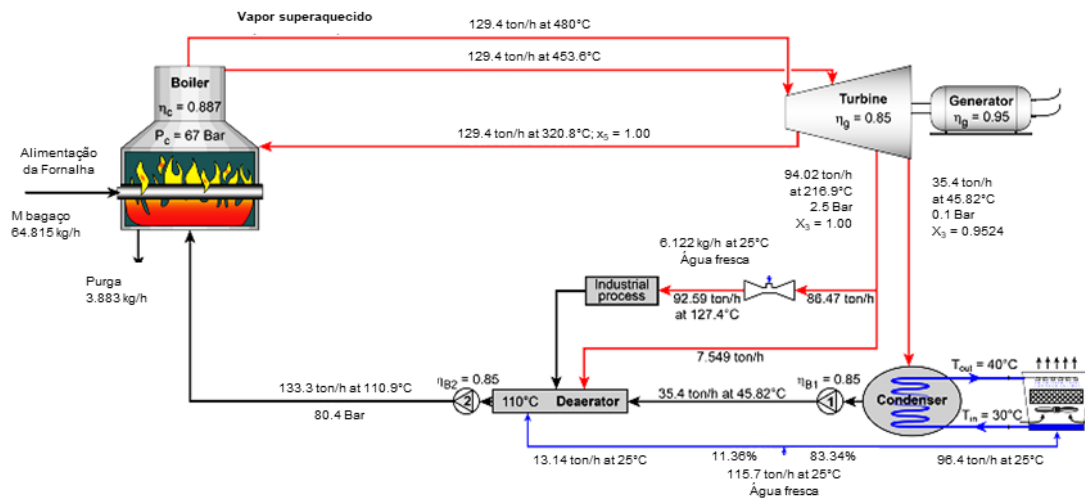 Vapor superaquecido
129.4 ton/h at 480°C
129.4 ton/h at 453.6°C
Boiler
ηc = 0.887
Pc = 67 Bar
Turbine
ηg = 0.85
Generator
ηg = 0.95
129.4 ton/h at 320.8°C; x5 = 1.00
Alimentação
da Fornalha
M bagaço
64.815 kg/h
Purga
3.883 kg/h
94.02 ton/h
at 216.9°C
2.5 Bar
X3 = 1.00
35.4 ton/h
at 45.82°C
0.1 Bar
X3 = 0.9524
6.122 kg/h at 25°C
Água fresca
Industrial
process
92.59 ton/h
at 127.4°C
86.47 ton/h
7.549 ton/h
133.3 ton/h at 110.9°C
80.4 Bar
ηB2 = 0.85
2
110°C Deaerator
35.4 ton/h at 45.82°C
ηB1 = 0.85
1
Condenser
Tout = 40°C
Tin = 30°C
13.14 ton/h at 25°C
11.36%
83.34%
96.4 ton/h at 25°C
115.7 ton/h at 25°C
Água fresca